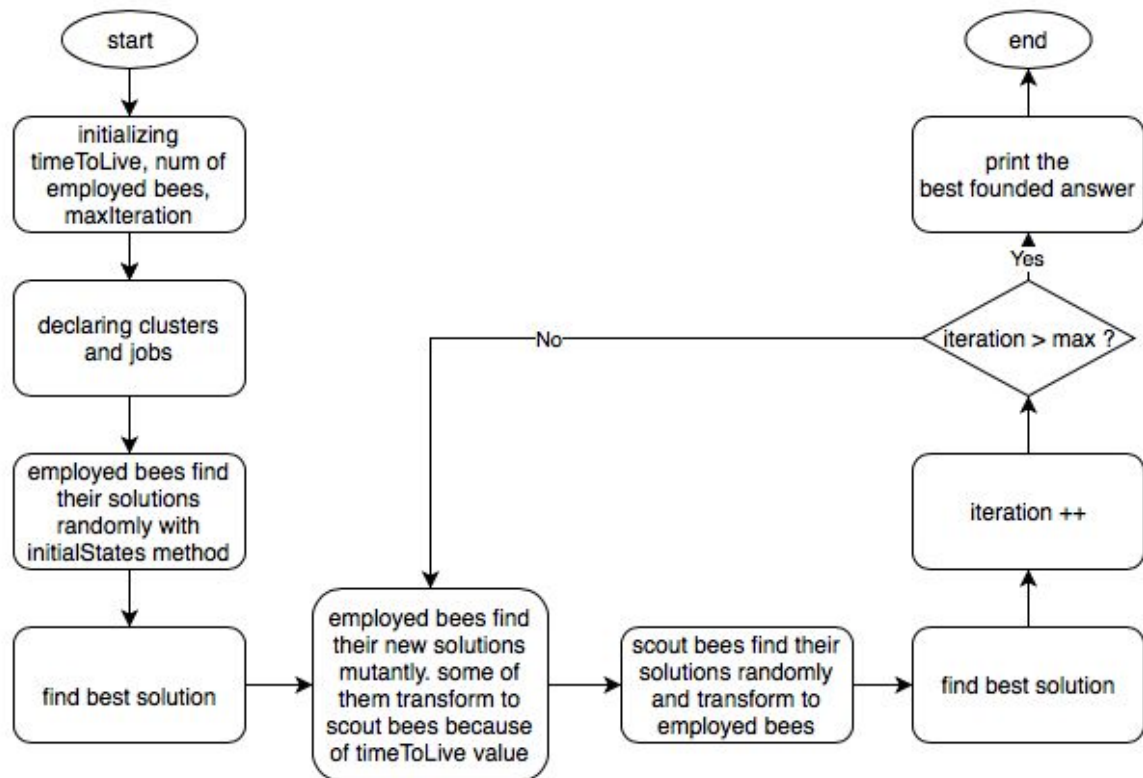 start
initializing
timeToLive, num of
employed bees,
maxIteration
declaring clusters
and jobs
employed bees find
their solutions
randomly with
initialStates method
find best solution
employed bees find
their new solutions
mutantly. some of
them transform to
scout bees because
of timeToLive value
scout bees find their
solutions randomly
and transform to
employed bees
find best solution
iteration ++
iteration > max ?
No
Yes
print the
best founded answer
end